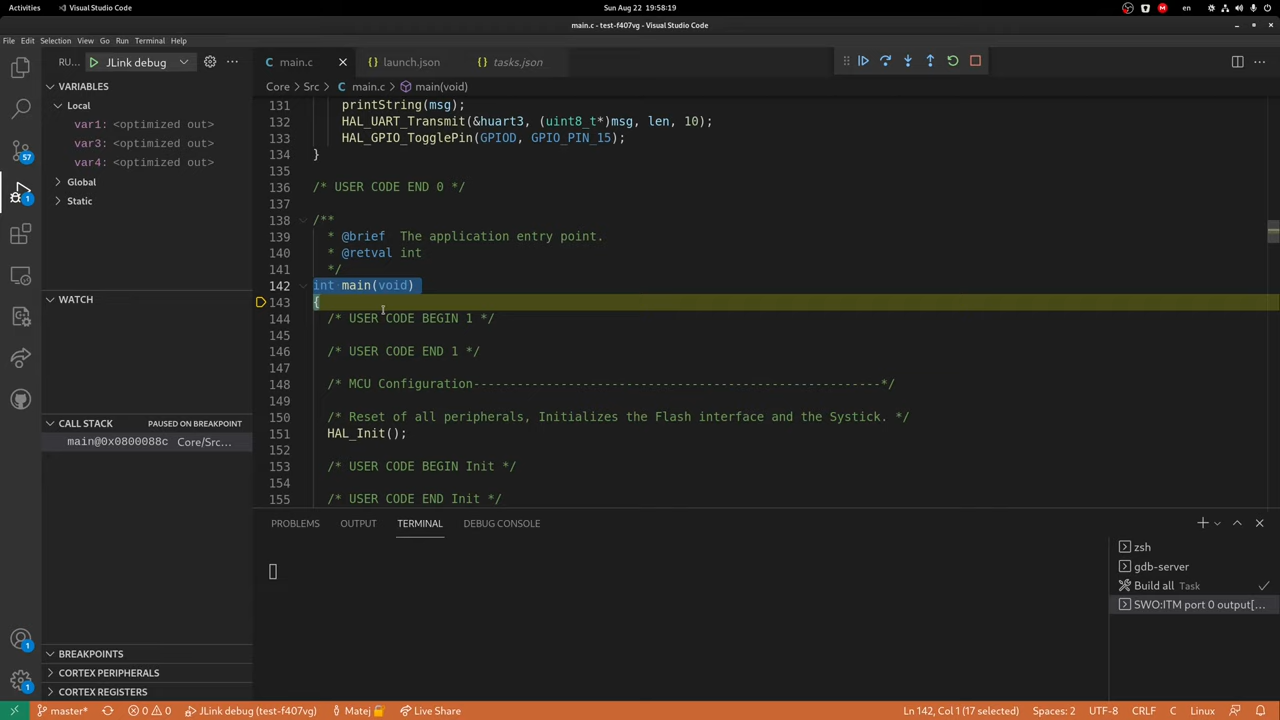 Activities Visual Studio Code Sun Aug 22 19:58:19 en
main.c - test-f407vg - Visual Studio Code
File Edit Selection View Go Run Terminal Help
RU... JLink debug
main.c launch.json tasks.json
Core > Src > main.c > main(void)
VARIABLES
Local
var1: <optimized out>
var3: <optimized out>
var4: <optimized out>
Global
Static
WATCH
CALL STACK PAUSED ON BREAKPOINT
main@0x0800088c Core/Src...
BREAKPOINTS
CORTEX PERIPHERALS
CORTEX REGISTERS
57
1
1
1
131 printString(msg);
132 HAL_UART_Transmit(&huart3, (uint8_t*)msg, len, 10);
133 HAL_GPIO_TogglePin(GPIOD, GPIO_PIN_15);
134 }
135
136 /* USER CODE END 0 */
137
138 /**
139 * @brief  The application entry point.
140 * @retval int
141 */
142 int main(void)
143 {
144 /* USER CODE BEGIN 1 */
145
146 /* USER CODE END 1 */
147
148 /* MCU Configuration--------------------------------------------------------*/
149
150 /* Reset of all peripherals, Initializes the Flash interface and the Systick. */
151 HAL_Init();
152
153 /* USER CODE BEGIN Init */
154
155 /* USER CODE END Init */
PROBLEMS OUTPUT TERMINAL DEBUG CONSOLE
zsh
gdb-server
Build all Task
SWO:ITM port 0 output[...
master* 0 0 JLink debug (test-f407vg) Matej Live Share Ln 142, Col 1 (17 selected) Spaces: 2 UTF-8 CRLF C Linux